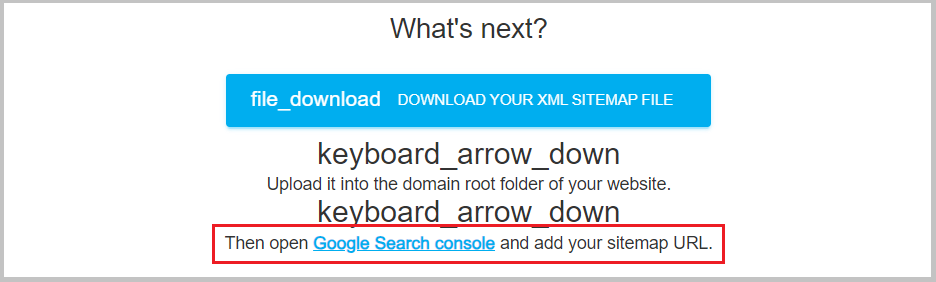 What's next?
file_download DOWNLOAD YOUR XML SITEMAP FILE
keyboard_arrow_down
Upload it into the domain root folder of your website.
keyboard_arrow_down
Then open Google Search console and add your sitemap URL.